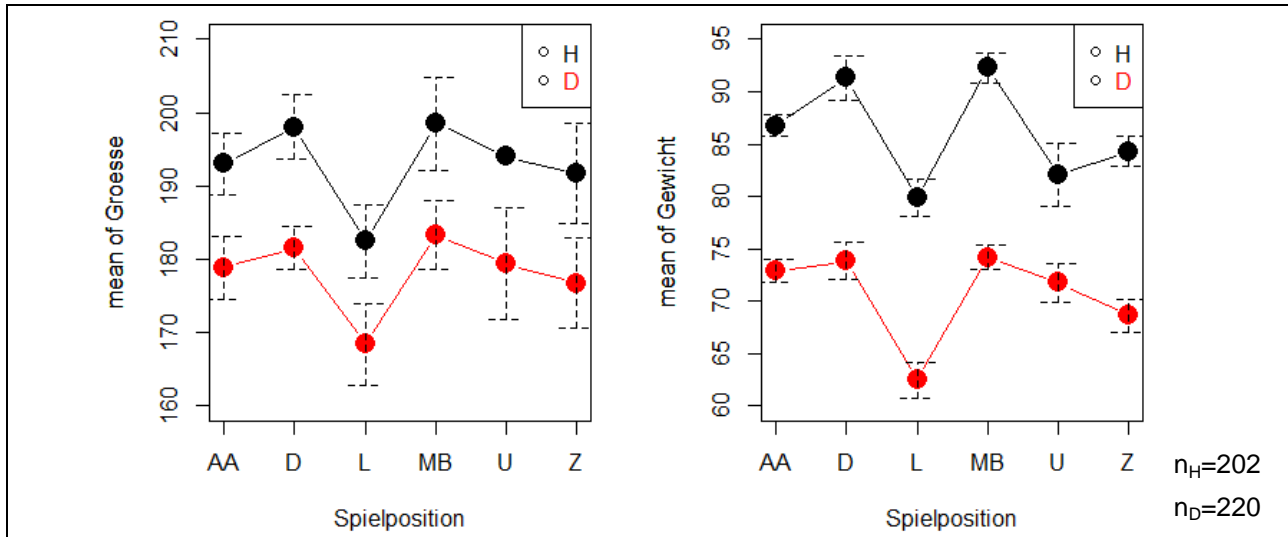 210
200
190
180
170
160
mean of Groesse
H
D
AA D L MB U Z
Spielposition
95
90
85
80
75
70
65
60
mean of Gewicht
H
D
AA D L MB U Z
Spielposition
nH=202
nD=220